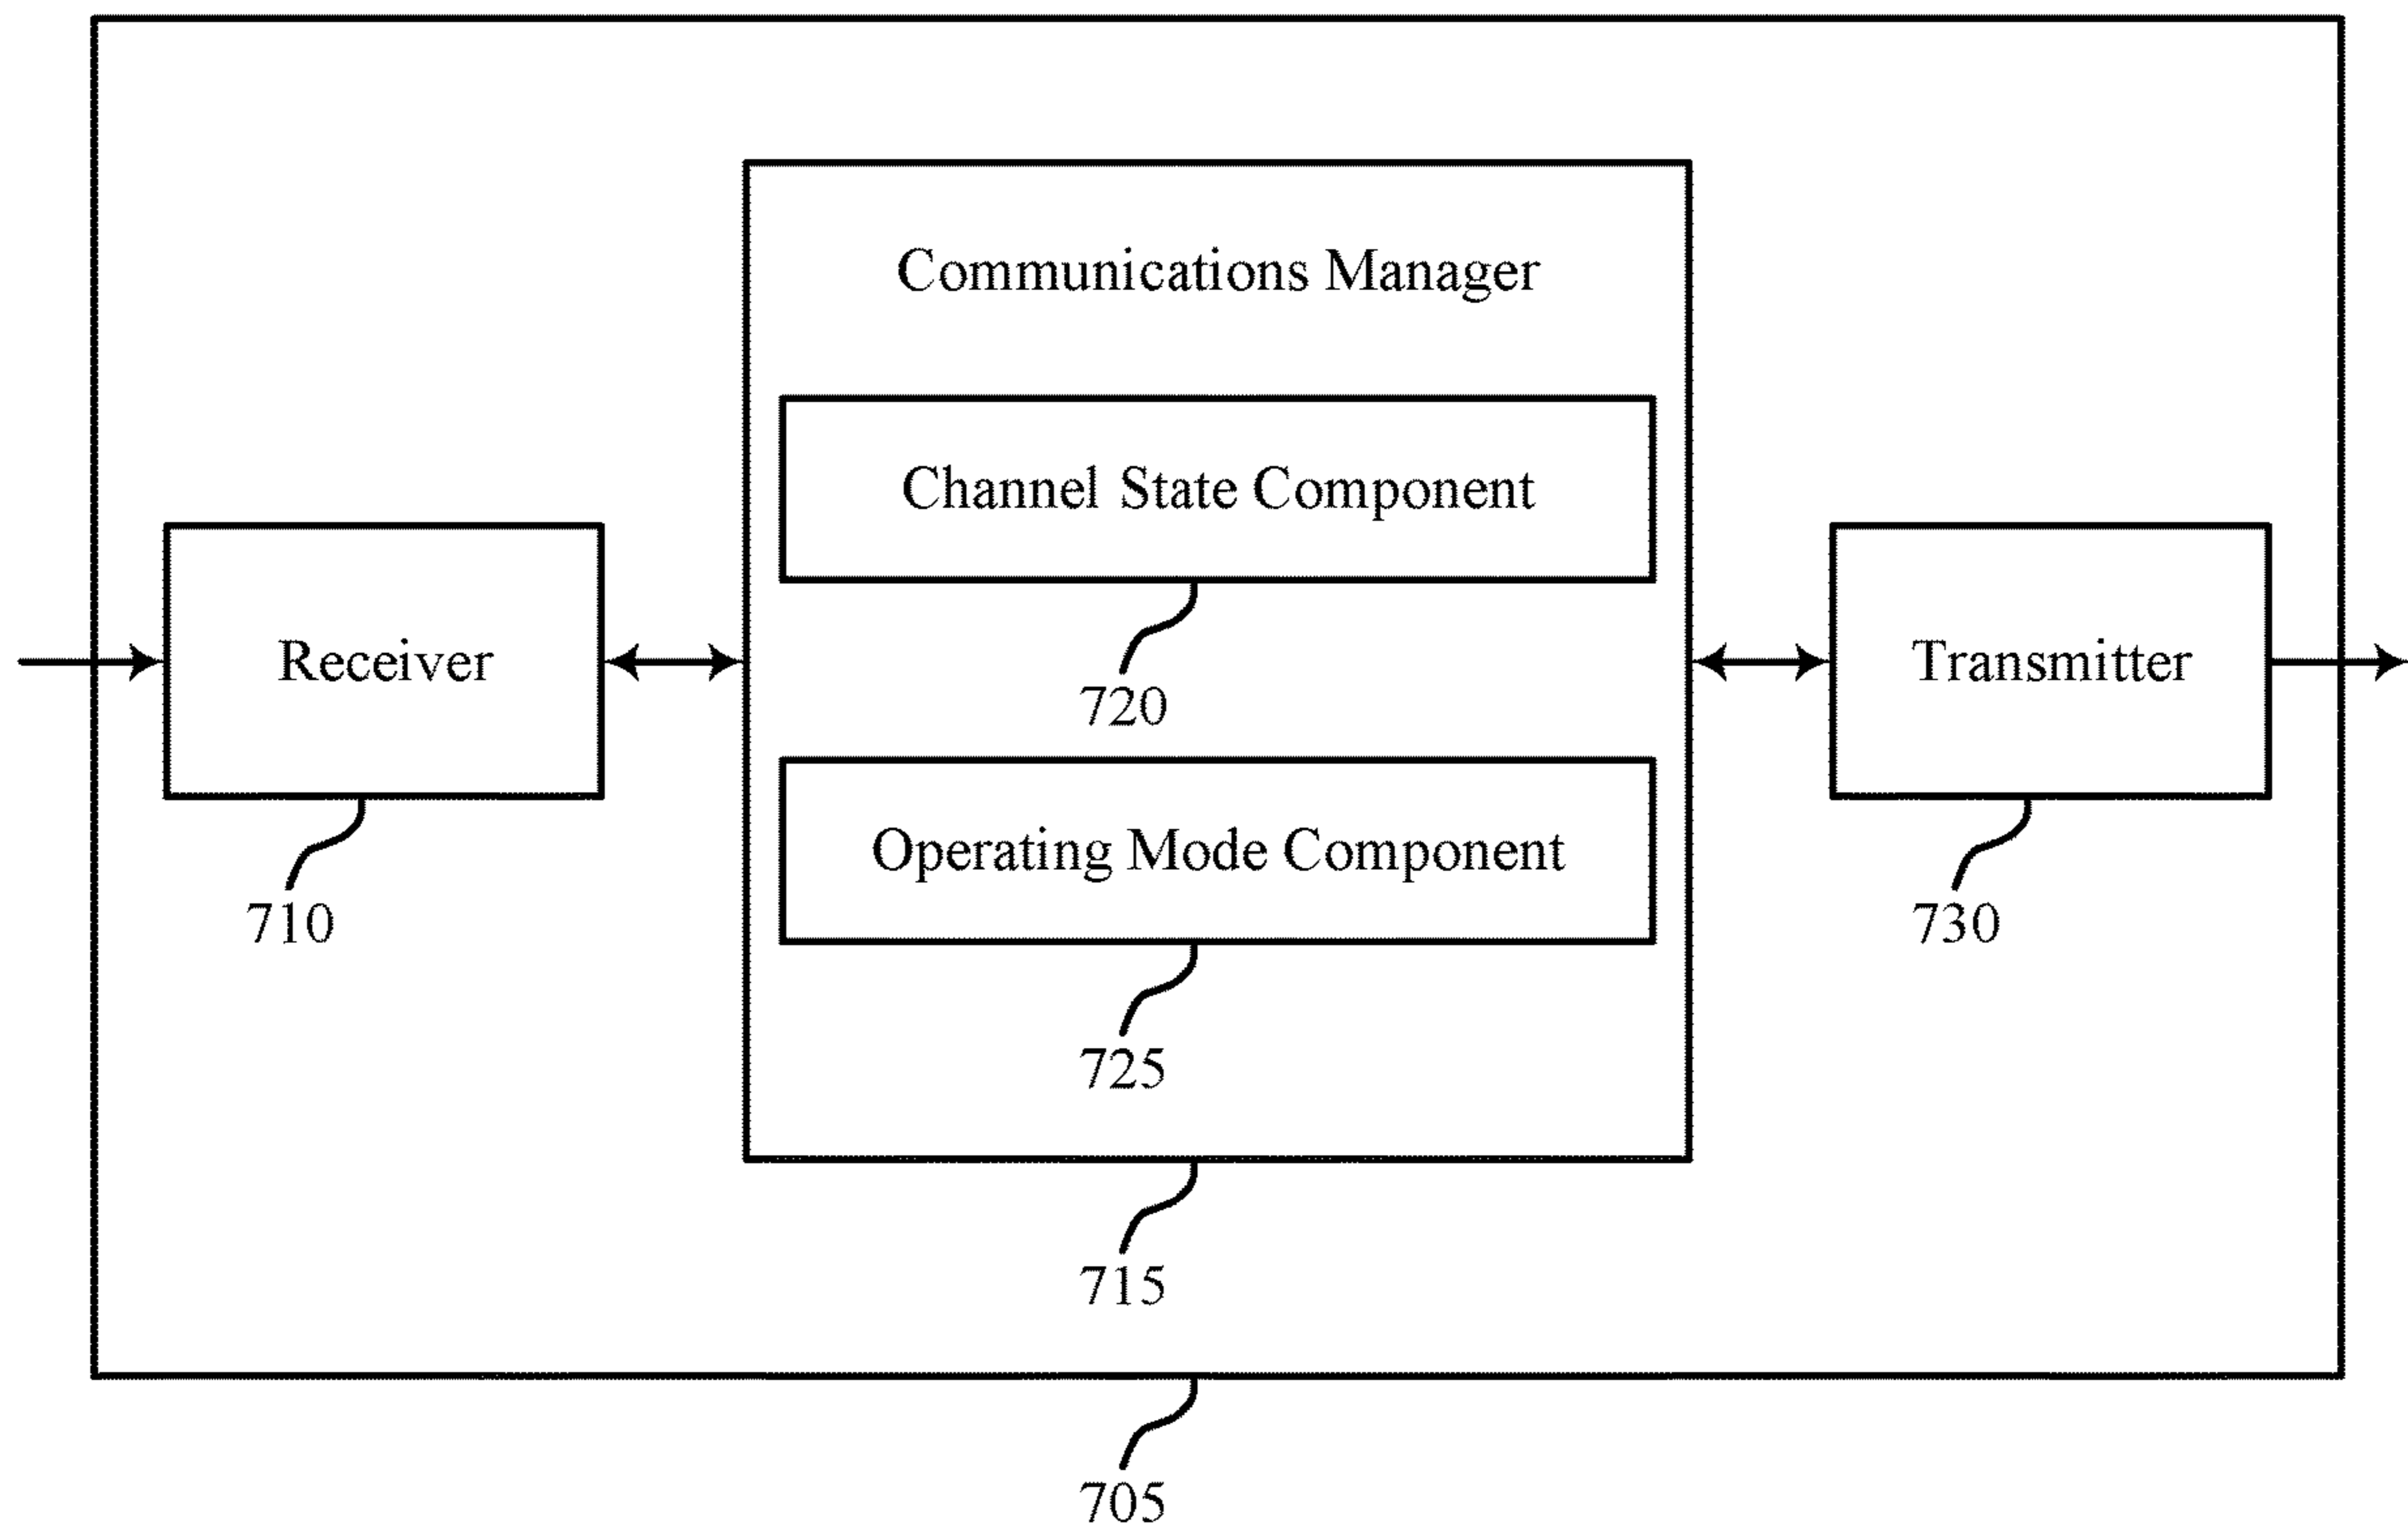 Communications Manager
Channel State Component
720
Receiver
710
Operating Mode Component
725
Transmitter
730
715
705